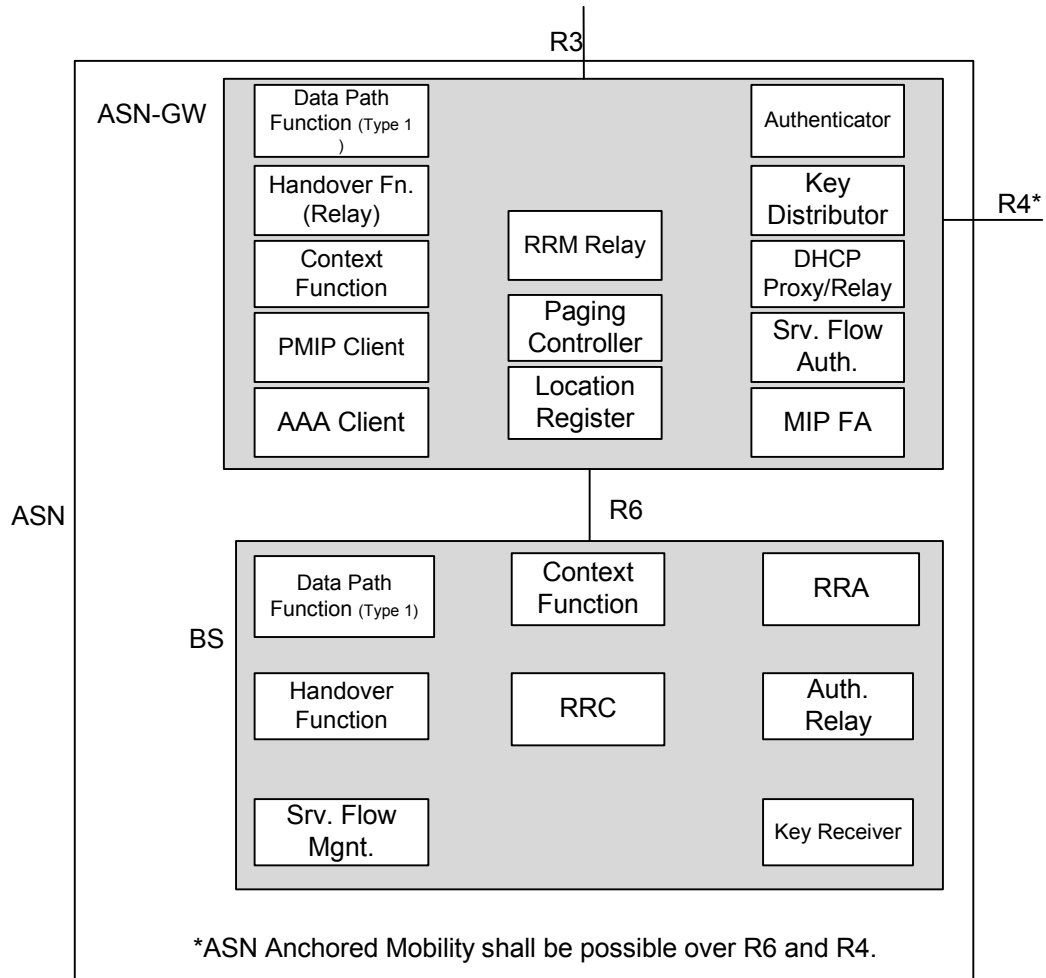 R3
ASN-GW
Data Path
Function (Type 1
)
Authenticator
Handover Fn.
(Relay)
Key
Distributor
R4*
RRM Relay
Context
Function
DHCP
Proxy/Relay
Paging
Controller
PMIP Client
Srv. Flow
Auth.
Location
Register
AAA Client
MIP FA
ASN
R6
BS
Data Path
Function (Type 1)
Context
Function
RRA
Handover
Function
RRC
Auth.
Relay
Srv. Flow
Mgnt.
Key Receiver
*ASN Anchored Mobility shall be possible over R6 and R4.